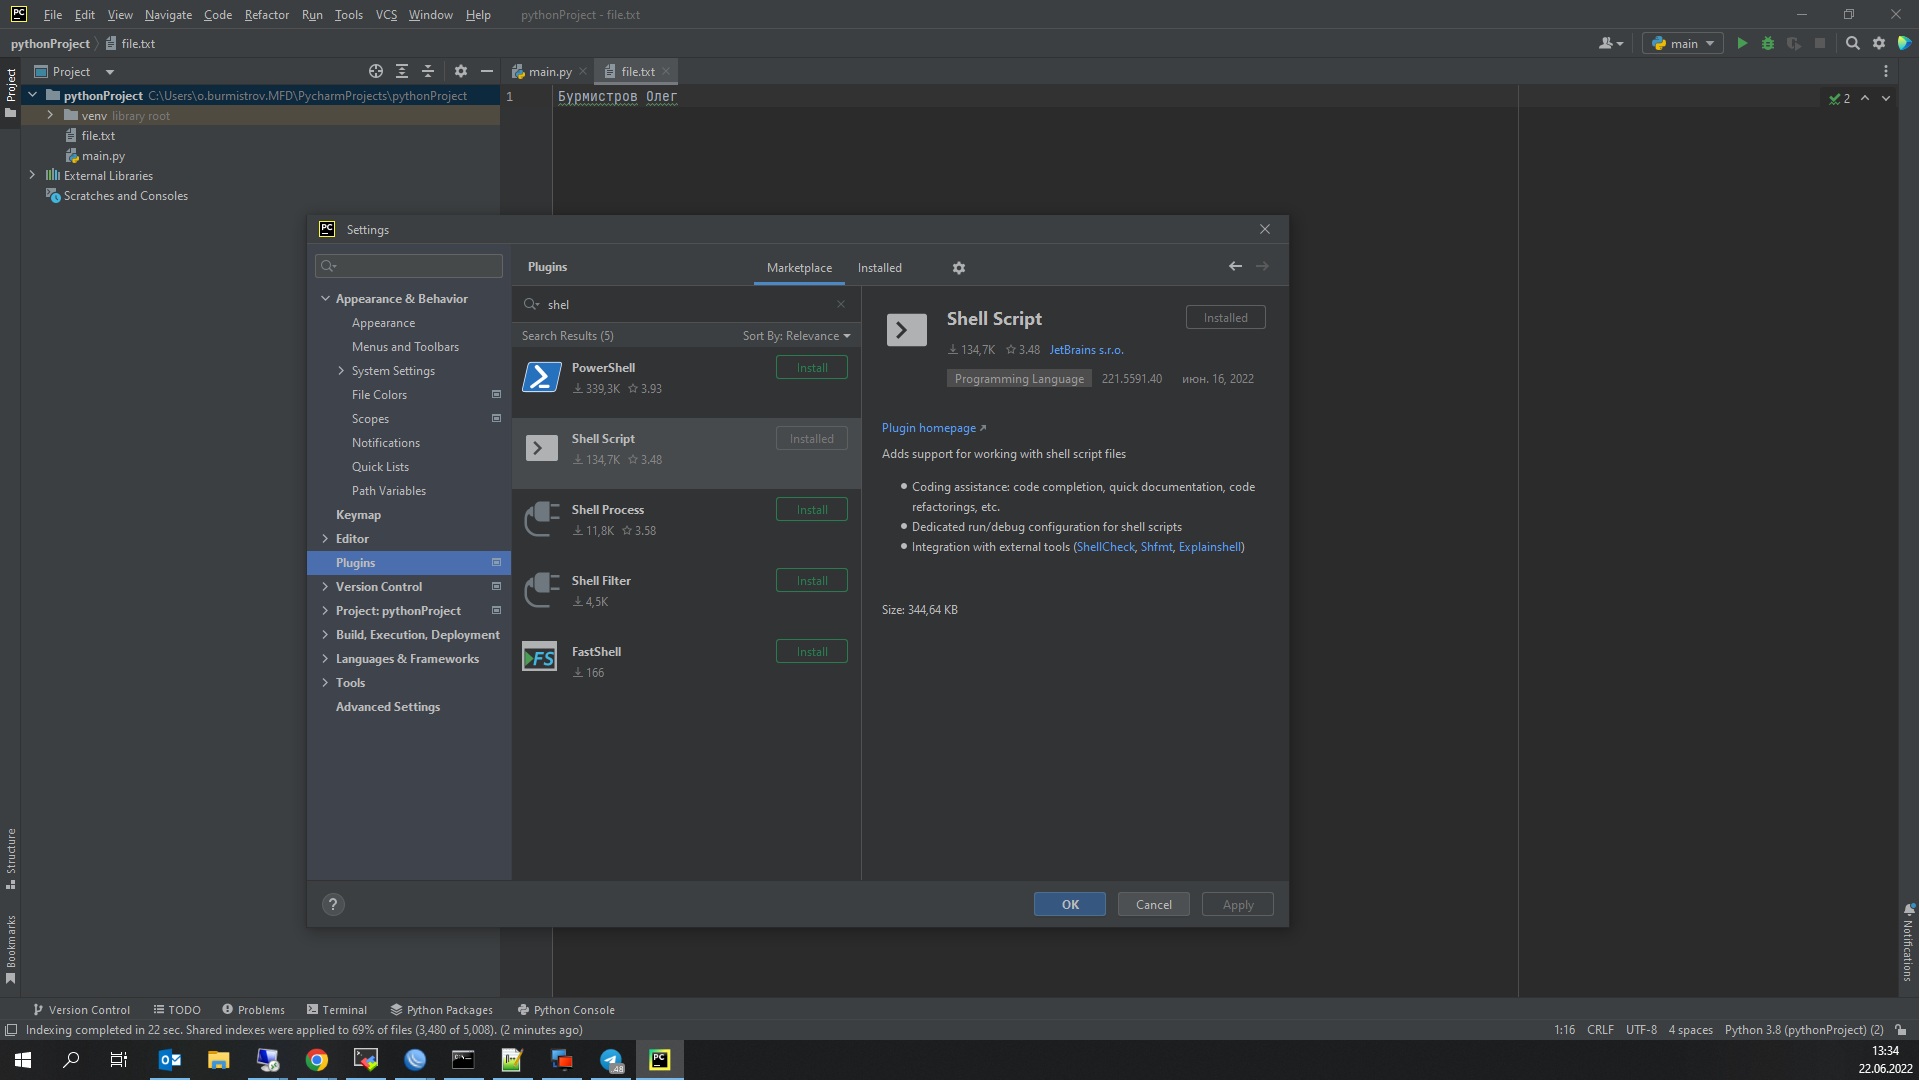 File Edit View Navigate Code Refactor Run Tools VCS Window Help pythonProject - file.txt
pythonProject file.txt
main
Project
Project
main.py
file.txt
pythonProject C:\Users\o.burmistrov.MFD\PycharmProjects\pythonProject
1
Бурмистров Олег
2
venv library root
file.txt
main.py
External Libraries
Scratches and Consoles
Settings
Appearance & Behavior
Appearance
Menus and Toolbars
System Settings
File Colors
Scopes
Notifications
Quick Lists
Path Variables
Keymap
Editor
Plugins
Version Control
Project: pythonProject
Build, Execution, Deployment
Languages & Frameworks
Tools
Advanced Settings
Plugins
Marketplace
Installed
shel
Search Results (5)
Sort By: Relevance
PowerShell
339,3K 3.93
Install
Shell Script
134,7K 3.48
Installed
Shell Process
11,8K 3.58
Install
Shell Filter
4,5K
Install
FS
FastShell
166
Install
Shell Script
Installed
134,7K 3.48 JetBrains s.r.o.
Programming Language 221.5591.40 июн. 16, 2022
Plugin homepage
Adds support for working with shell script files
Coding assistance: code completion, quick documentation, code
refactorings, etc.
Dedicated run/debug configuration for shell scripts
Integration with external tools (ShellCheck, Shfmt, Explainshell)
Size: 344,64 KB
?
OK
Cancel
Apply
Structure
Bookmarks
Notifications
Version Control TODO Problems Terminal Python Packages Python Console
Indexing completed in 22 sec. Shared indexes were applied to 69% of files (3,480 of 5,008). (2 minutes ago)
1:16 CRLF UTF-8 4 spaces Python 3.8 (pythonProject) (2)
48
PC
13:34
22.06.2022